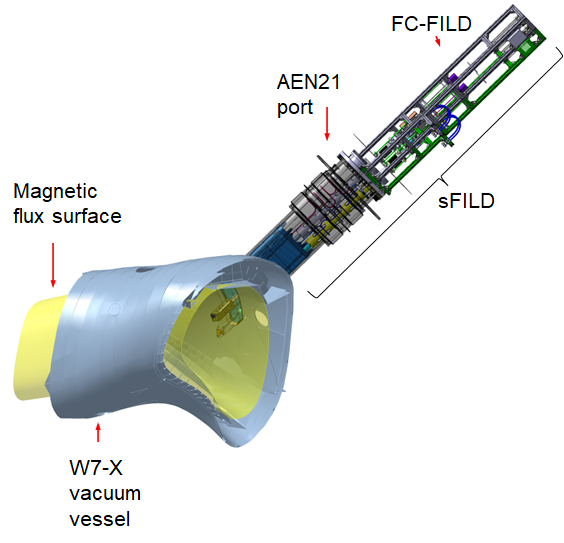 FC-FILD
AEN21
port
sFILD
Magnetic
flux surface
W7-X
vacuum
vessel